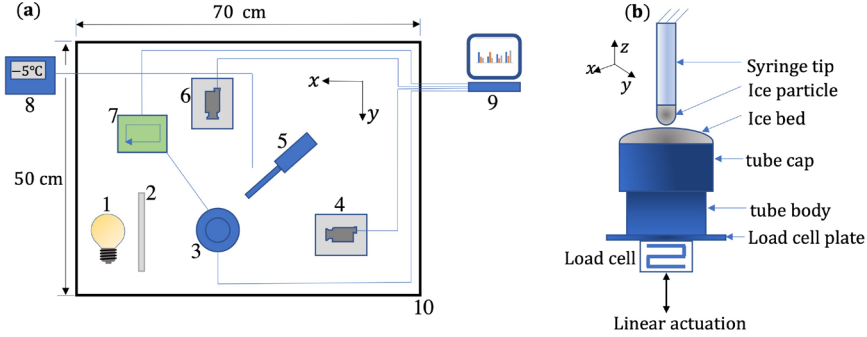 (a)
70 cm
50 cm
−5°C
8
7
6
5
x
y
9
1
2
3
4
10
(b)
z
x
y
Syringe tip
Ice particle
Ice bed
tube cap
tube body
Load cell plate
Load cell
Linear actuation